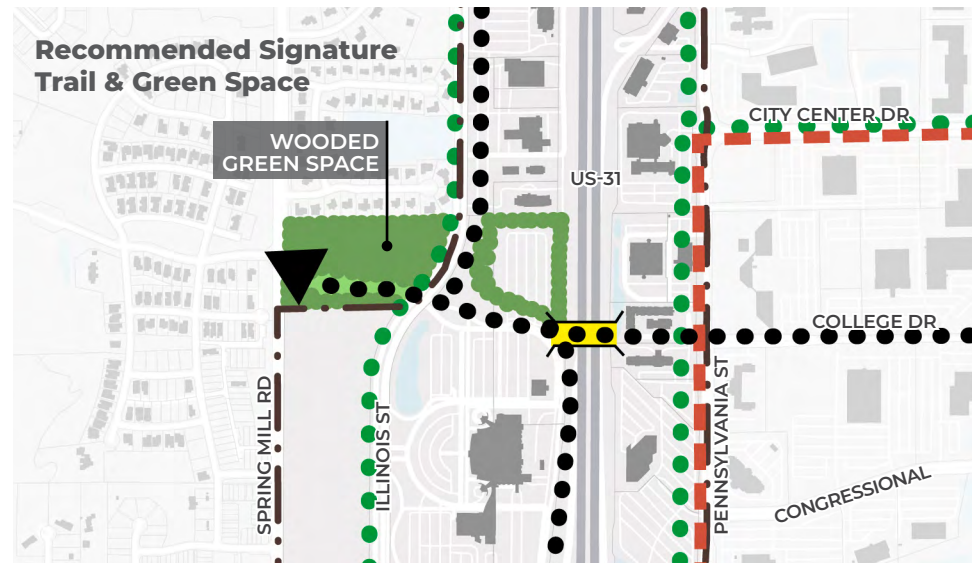 Recommended Signature
Trail & Green Space
WOODED
GREEN SPACE
CITY CENTER DR
US-31
COLLEGE DR
SPRING MILL RD
ILLINOIS ST
PENNSYLVANIA ST
CONGRESSIONAL